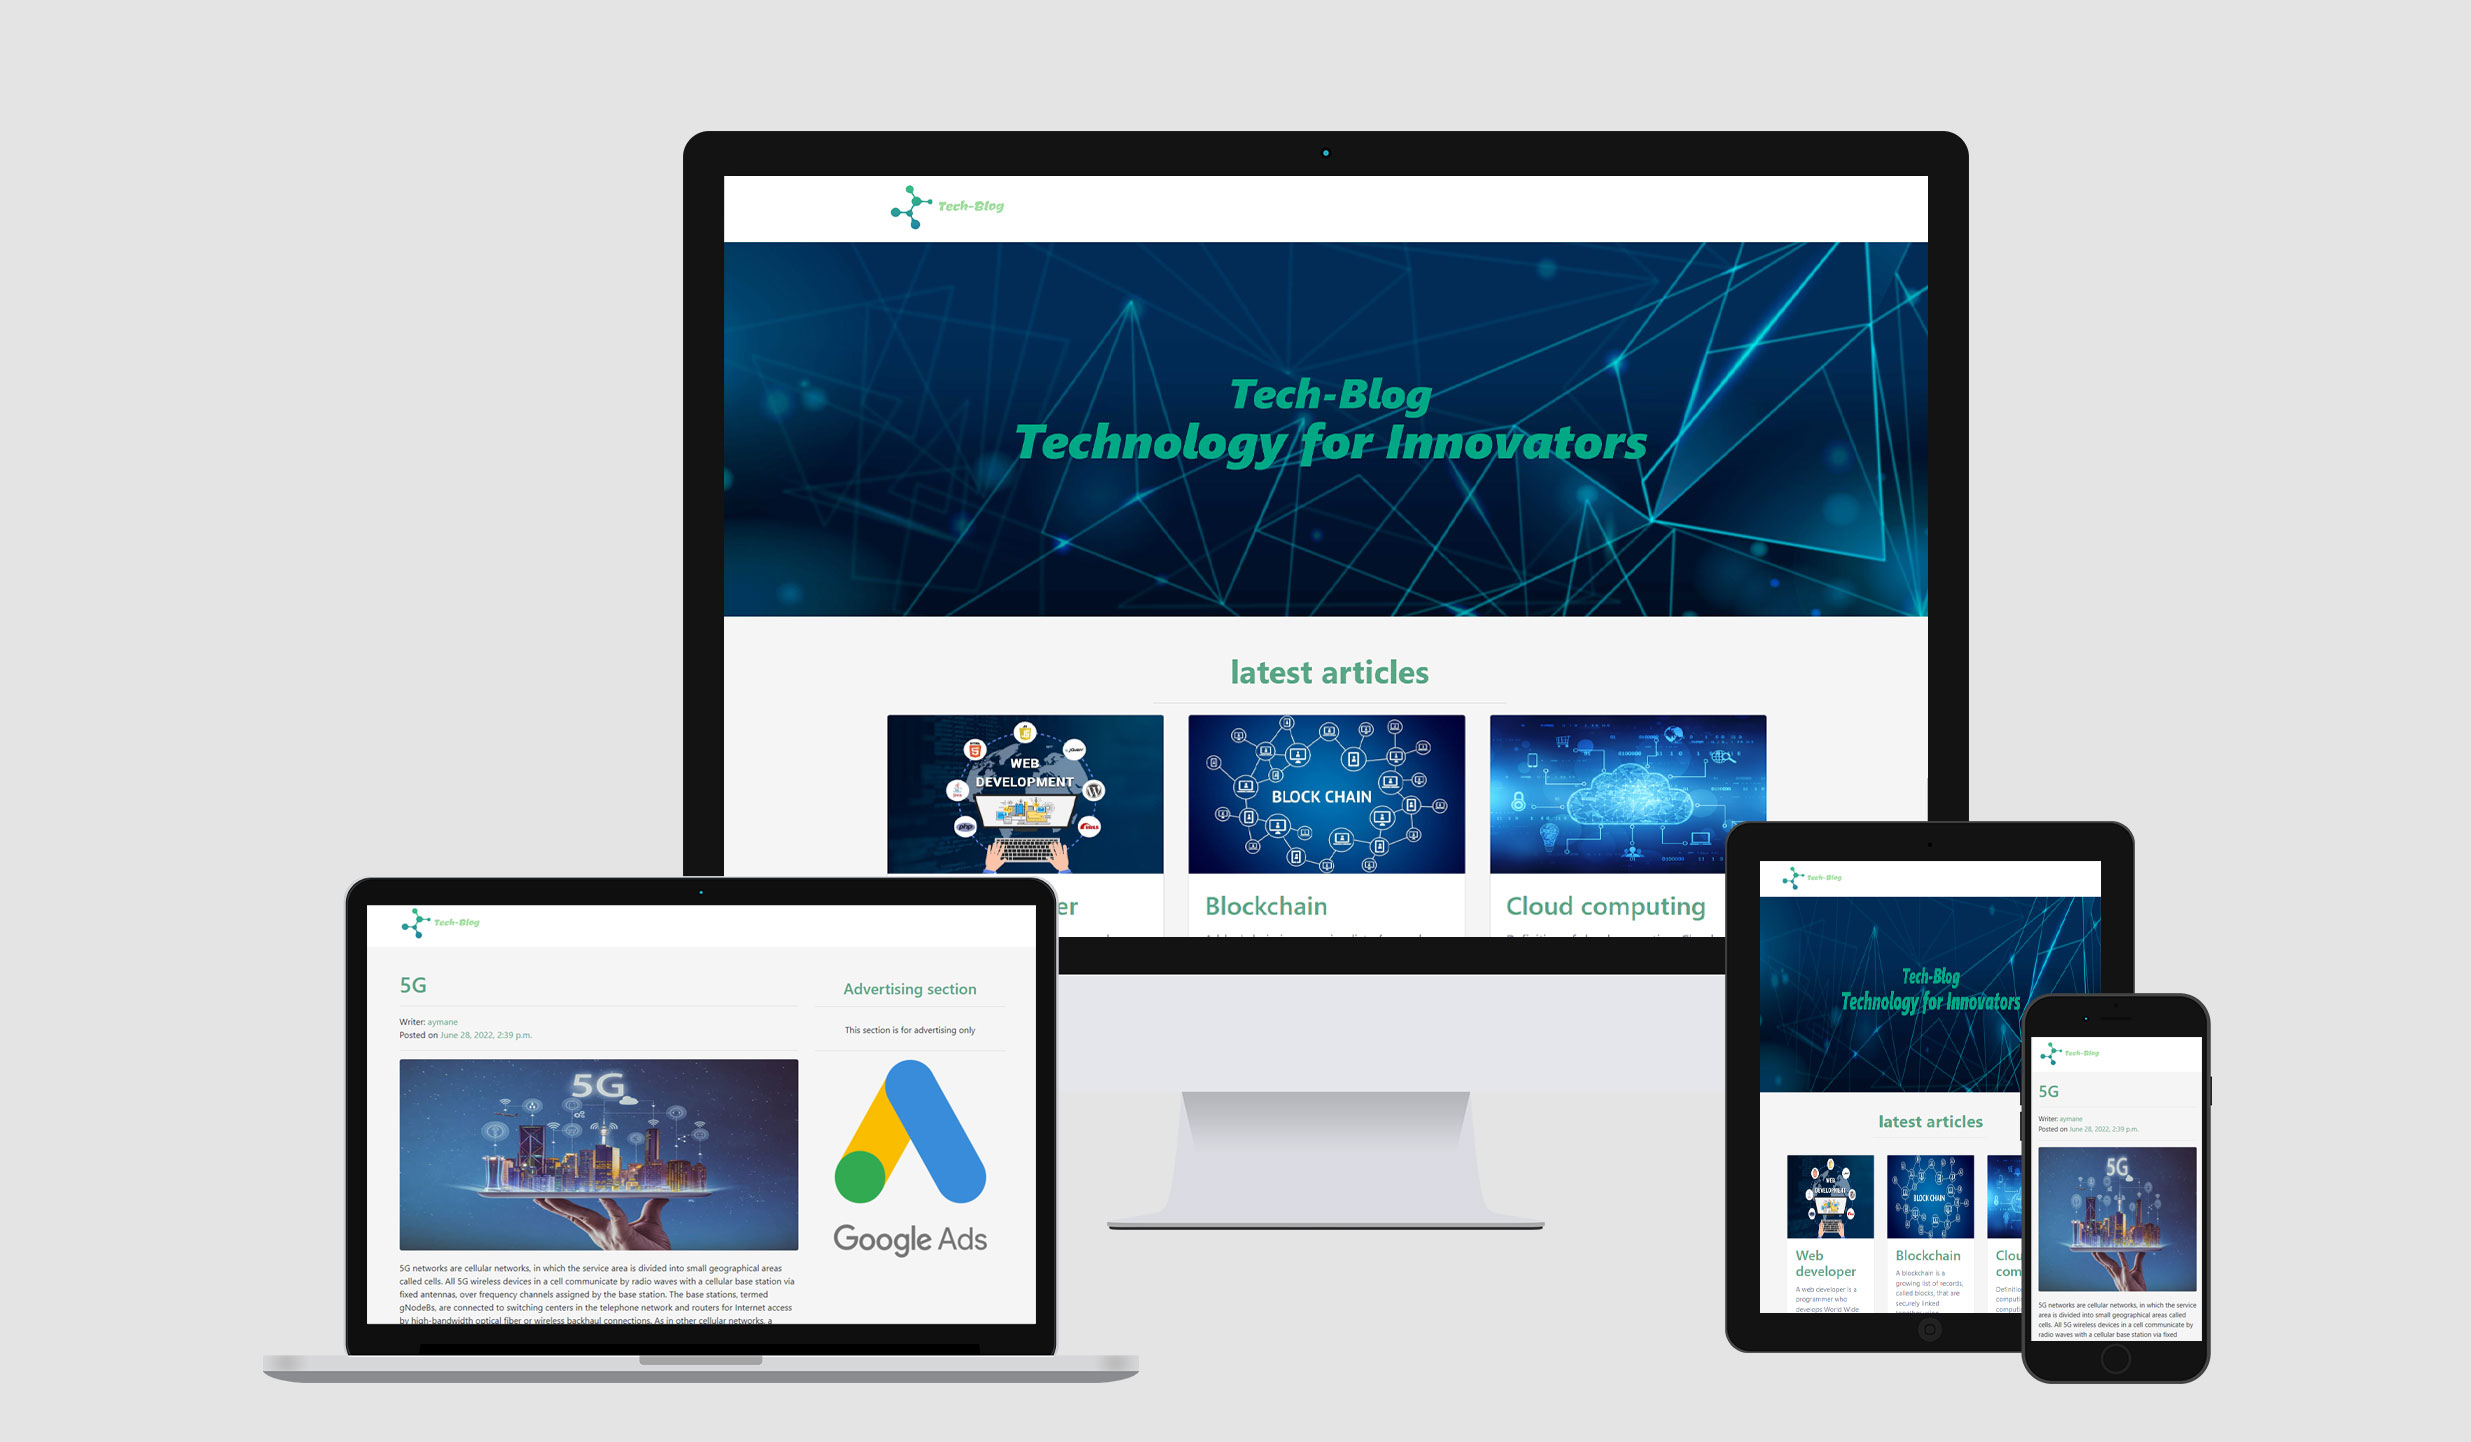 Tech-Blog
Tech-Blog
Technology for Innovators
latest articles
WEB
DEVELOPMENT
php
BLOCK CHAIN
er
Blockchain
Cloud computing
Tech-Blog
5G
Writer: aymane
Posted on June 28, 2022, 2:39 p.m.
5G
5G networks are cellular networks, in which the service area is divided into small geographical areas
called cells. All 5G wireless devices in a cell communicate by radio waves with a cellular base station via
fixed antennas, over frequency channels assigned by the base station. The base stations, termed
gNodeBs, are connected to switching centers in the telephone network and routers for Internet access
by high-bandwidth optical fiber or wireless backhaul connections. As in other cellular networks, a
Advertising section
This section is for advertising only
Google Ads
Tech-Blog
Tech-Blog
Technology for Innovators
latest articles
WEB
DEVELOPMENT
BLOCK CHAIN
Web
developer
A web developer is a
programmer who
develops World Wide
Blockchain
A blockchain is a
growing list of records,
called blocks, that are
securely linked
Clou
com
Definitio
computi
computi
Tech-Blog
5G
Writer: aymane
Posted on June 28, 2022, 2:39 p.m.
5G
5G networks are cellular networks, in which the service
area is divided into small geographical areas called
cells. All 5G wireless devices in a cell communicate by
radio waves with a cellular base station via fixed